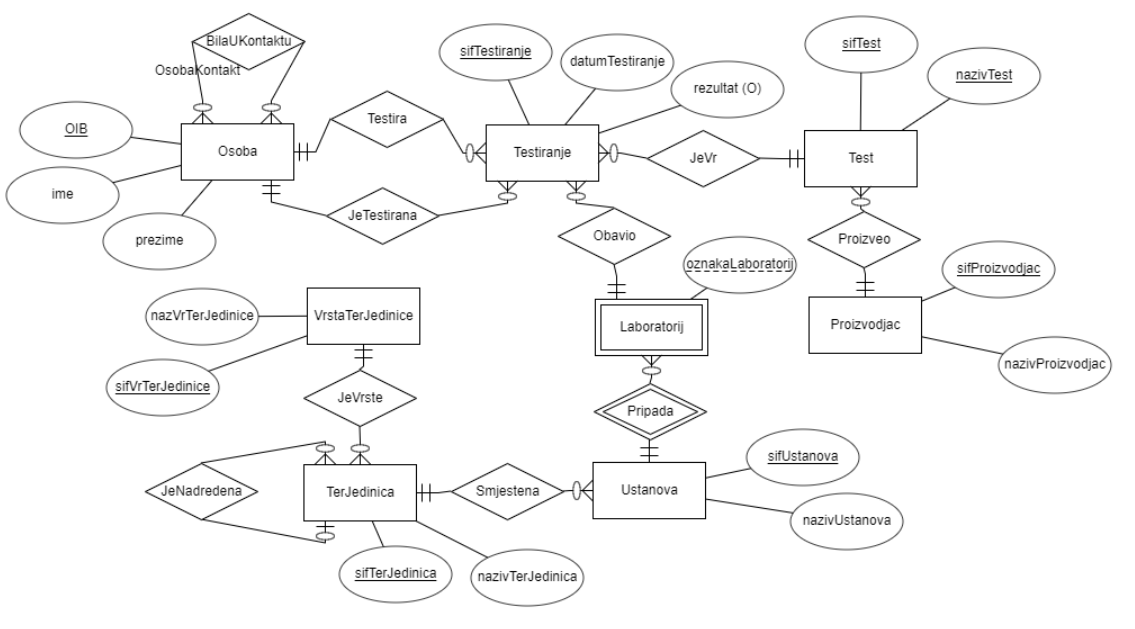 BilaUKontaktu
OsobaKontakt
OIB
ime
prezime
Osoba
Testira
JeTestirana
sifTestiranje
datumTestiranje
rezultat (O)
Testiranje
JeVr
sifTest
nazivTest
Test
Obavio
Proizveo
oznakaLaboratorij
sifProizvodjac
Laboratorij
Proizvodjac
nazivProizvodjac
nazVrTerJedinice
VrstaTerJedinice
sifVrTerJedinice
JeVrste
Pripada
JeNadredena
TerJedinica
Smjestena
Ustanova
sifUstanova
nazivUstanova
sifTerJedinica
nazivTerJedinica